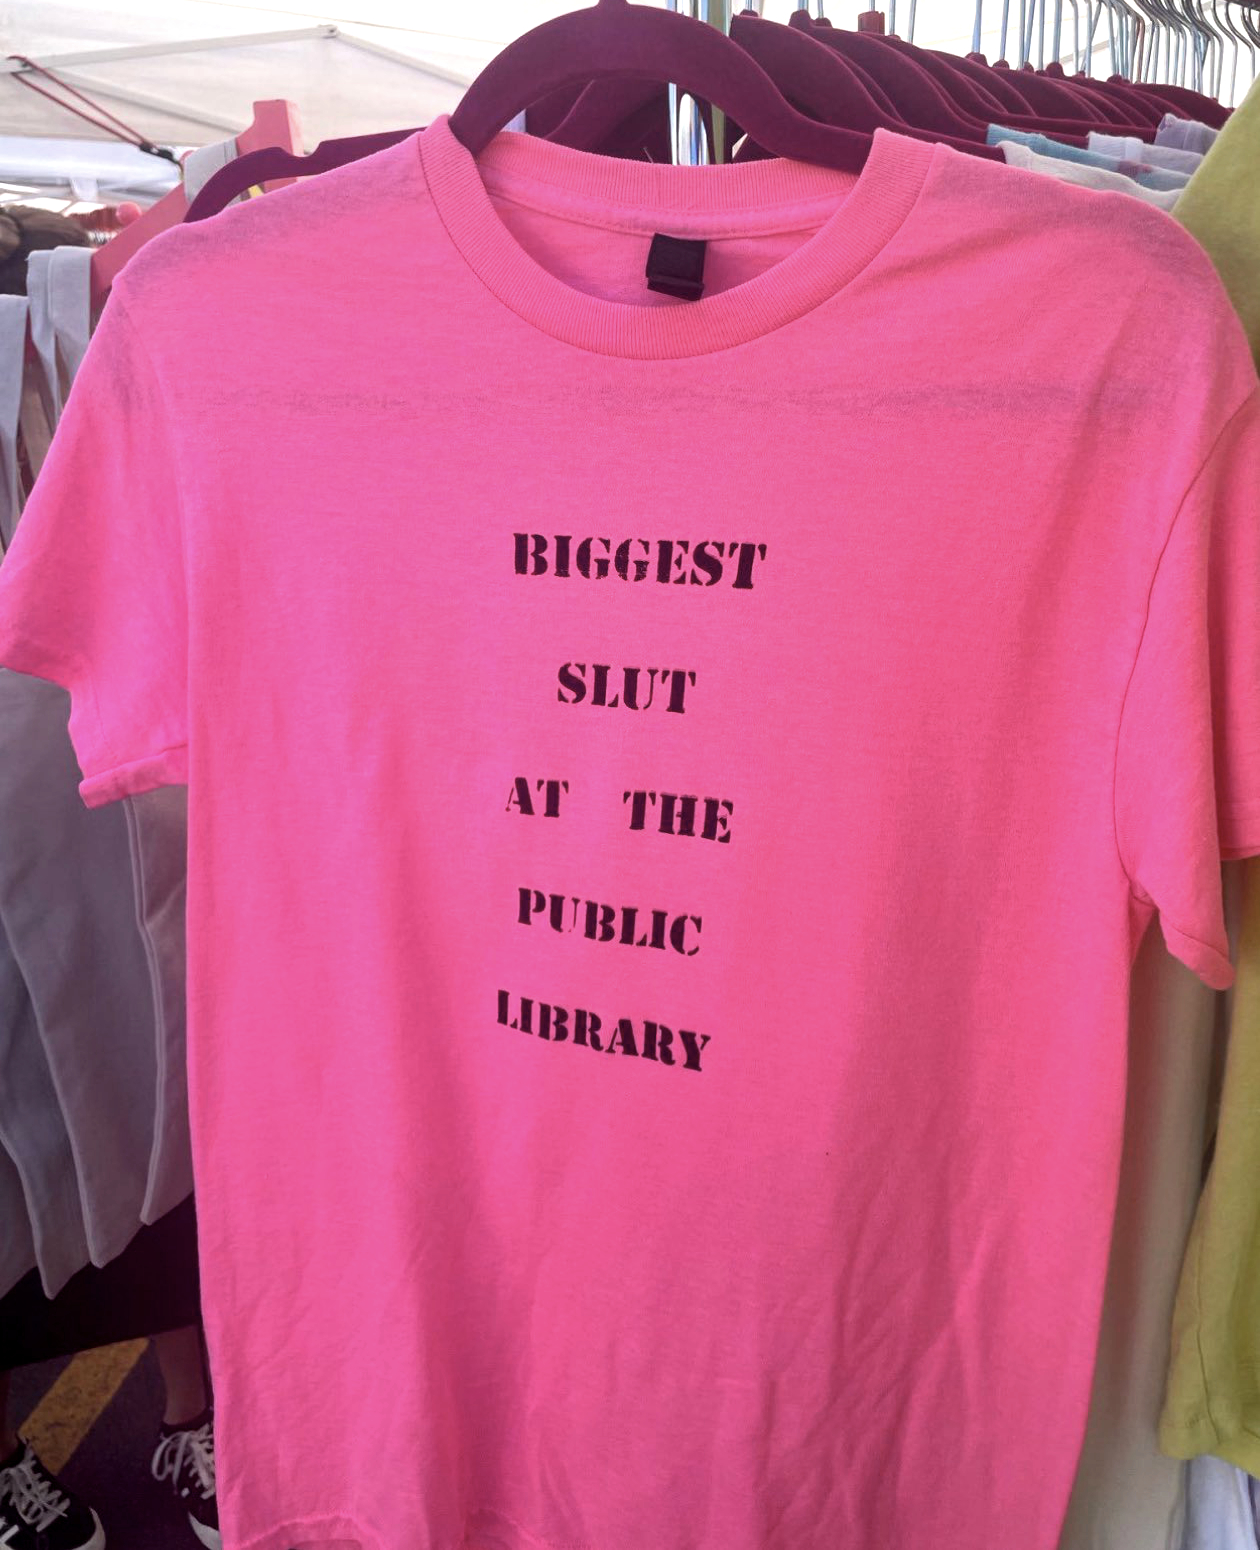 BIGGEST
SLUT
AT THE
PUBLIC
LIBRARY